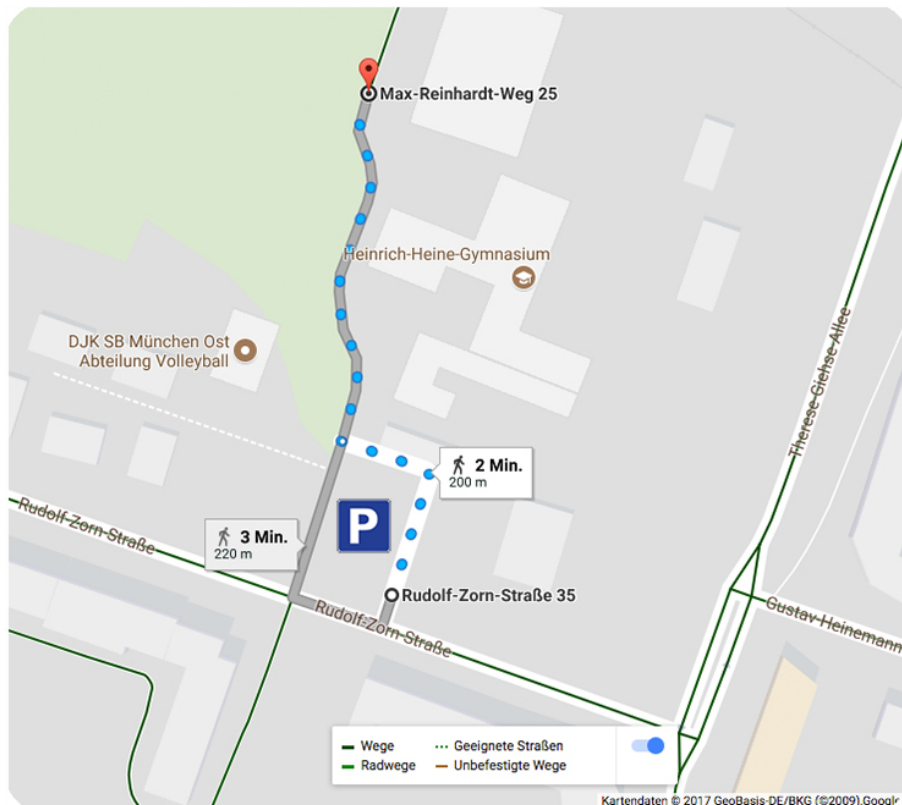 Max-Reinhardt-Weg 25
Heinrich-Heine-Gymnasium
DJK SB München Ost
Abteilung Volleyball
Therese-Giehse-Allee
2 Min.
200 m
Rudolf-Zorn-Straße
P
3 Min.
220 m
Rudolf-Zorn-Straße 35
Rudolf-Zorn-Straße
Gustav-Heinemann
Wege
Geeignete Straßen
Radwege
Unbefestigte Wege
Kartendaten © 2017 GeoBasis-DE/BKG (©2009),Google